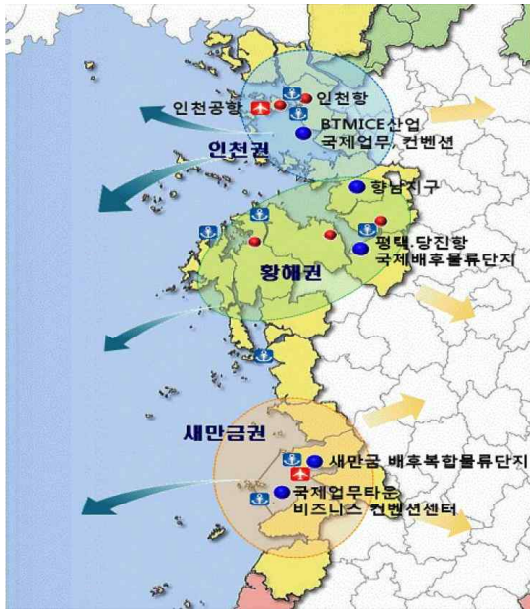 인천공항
인천항
BTMICE산업
국제업무, 컨벤션
인천권
향남지구
평택.당진항
국제배후물류단지
황해권
새만금권
새만굼 배후복합물류단지
국제업무타운
비즈니스 컨벤션센터